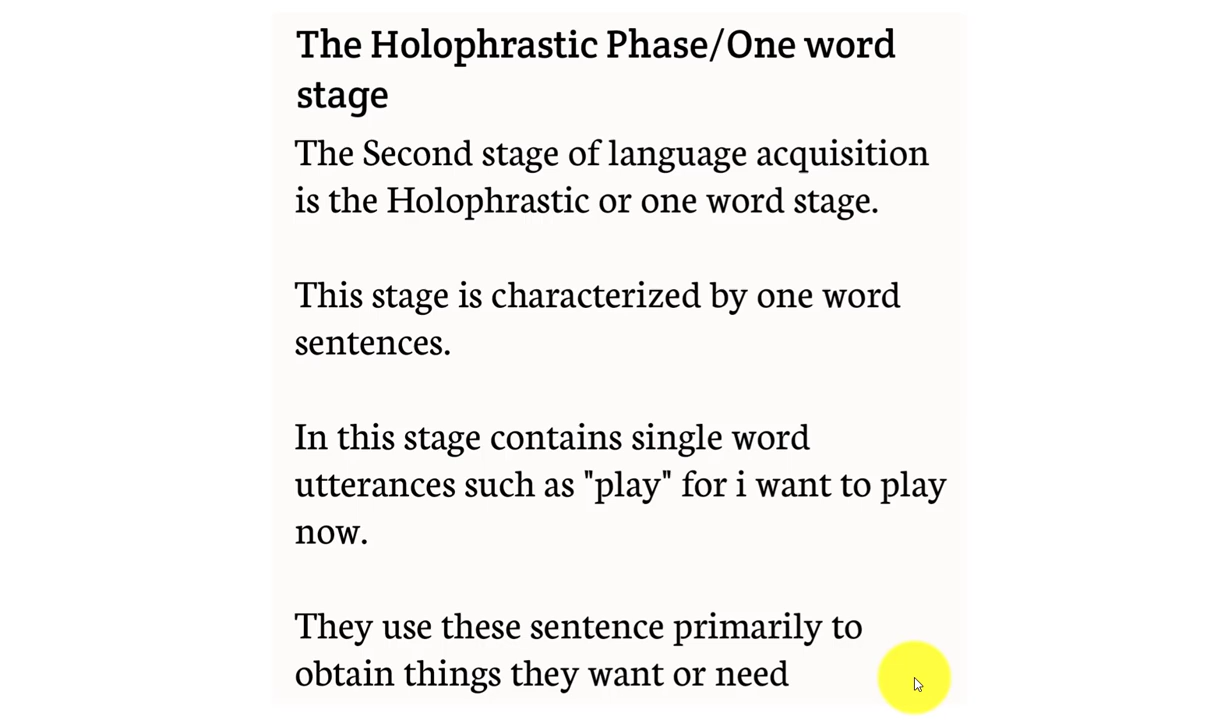 The Holophrastic Phase/One word
stage
The Second stage of language acquisition
is the Holophrastic or one word stage.
This stage is characterized by one word
sentences.
In this stage contains single word
utterances such as "play" for i want to play
now.
They use these sentence primarily to
obtain things they want or need